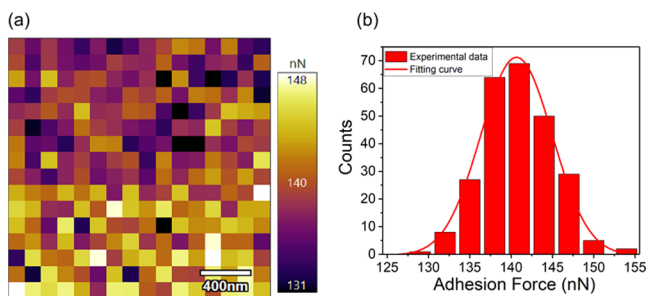 (a)
nN
148
140
131
400nm
(b)
Experimental data
Fitting curve
Counts
70
60
50
40
30
20
10
0
125 130 135 140 145 150 155
Adhesion Force (nN)